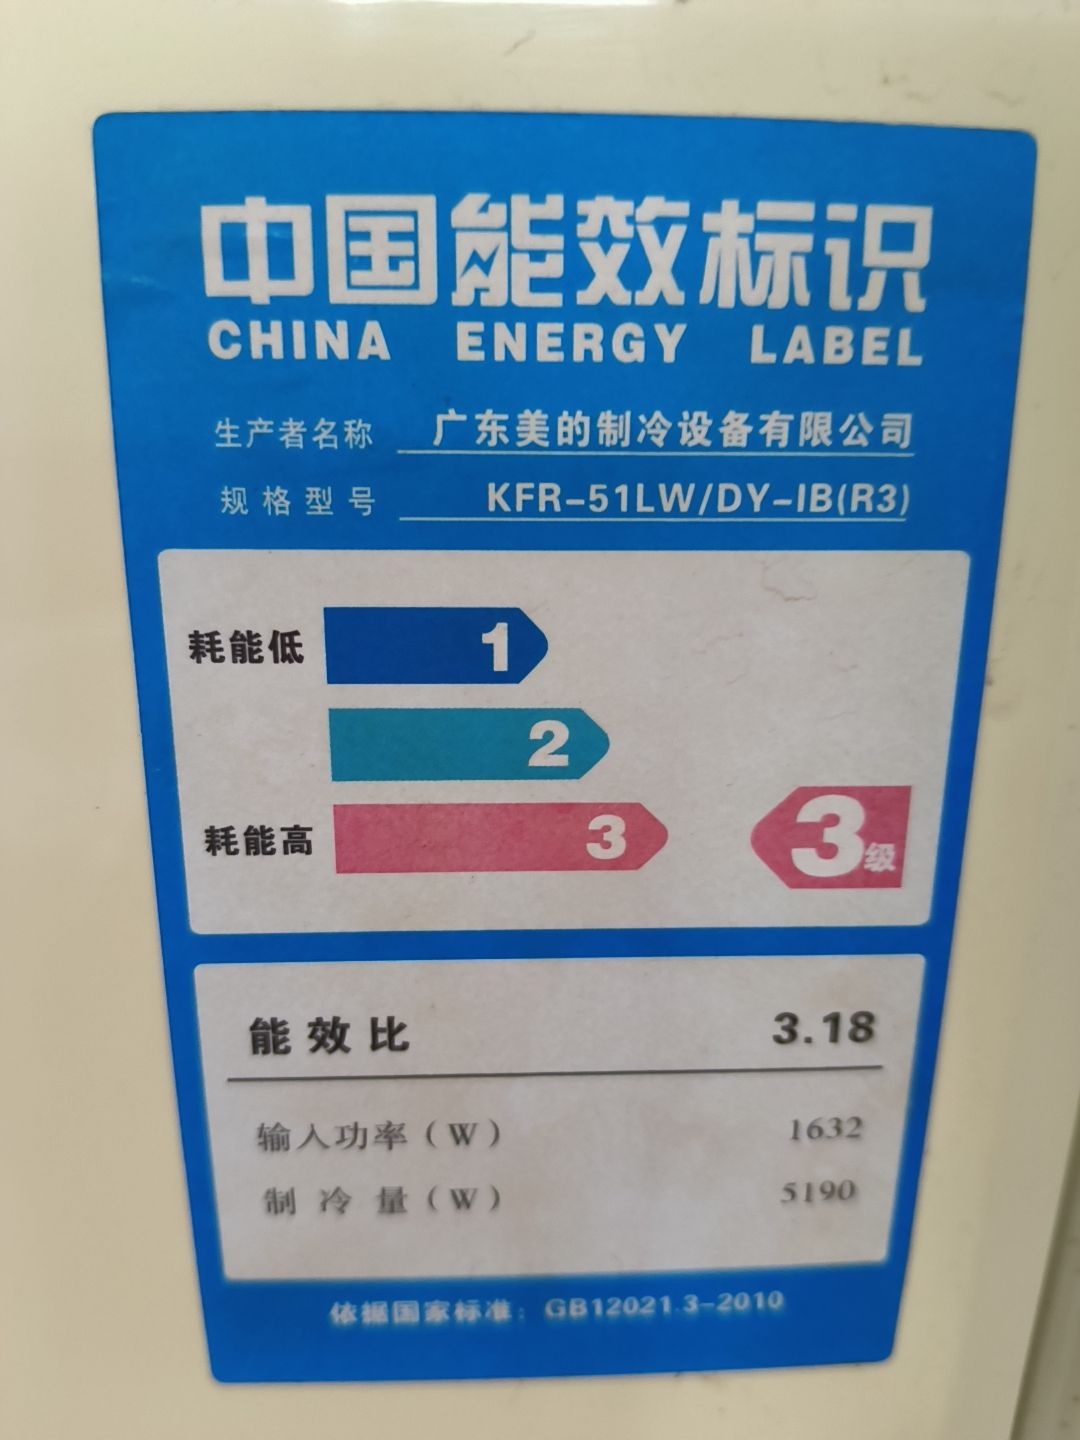 中国能效标识
CHINA ENERGY LABEL
生产者名称 广东美的制冷设备有限公司
规格型号 KFR-51LW/DY-IB(R3)
耗能低 1
2
耗能高 3 3级
能效比 3.18
输入功率(W) 1632
制冷量(W) 5190
依据国家标准: GB12021.3-2010